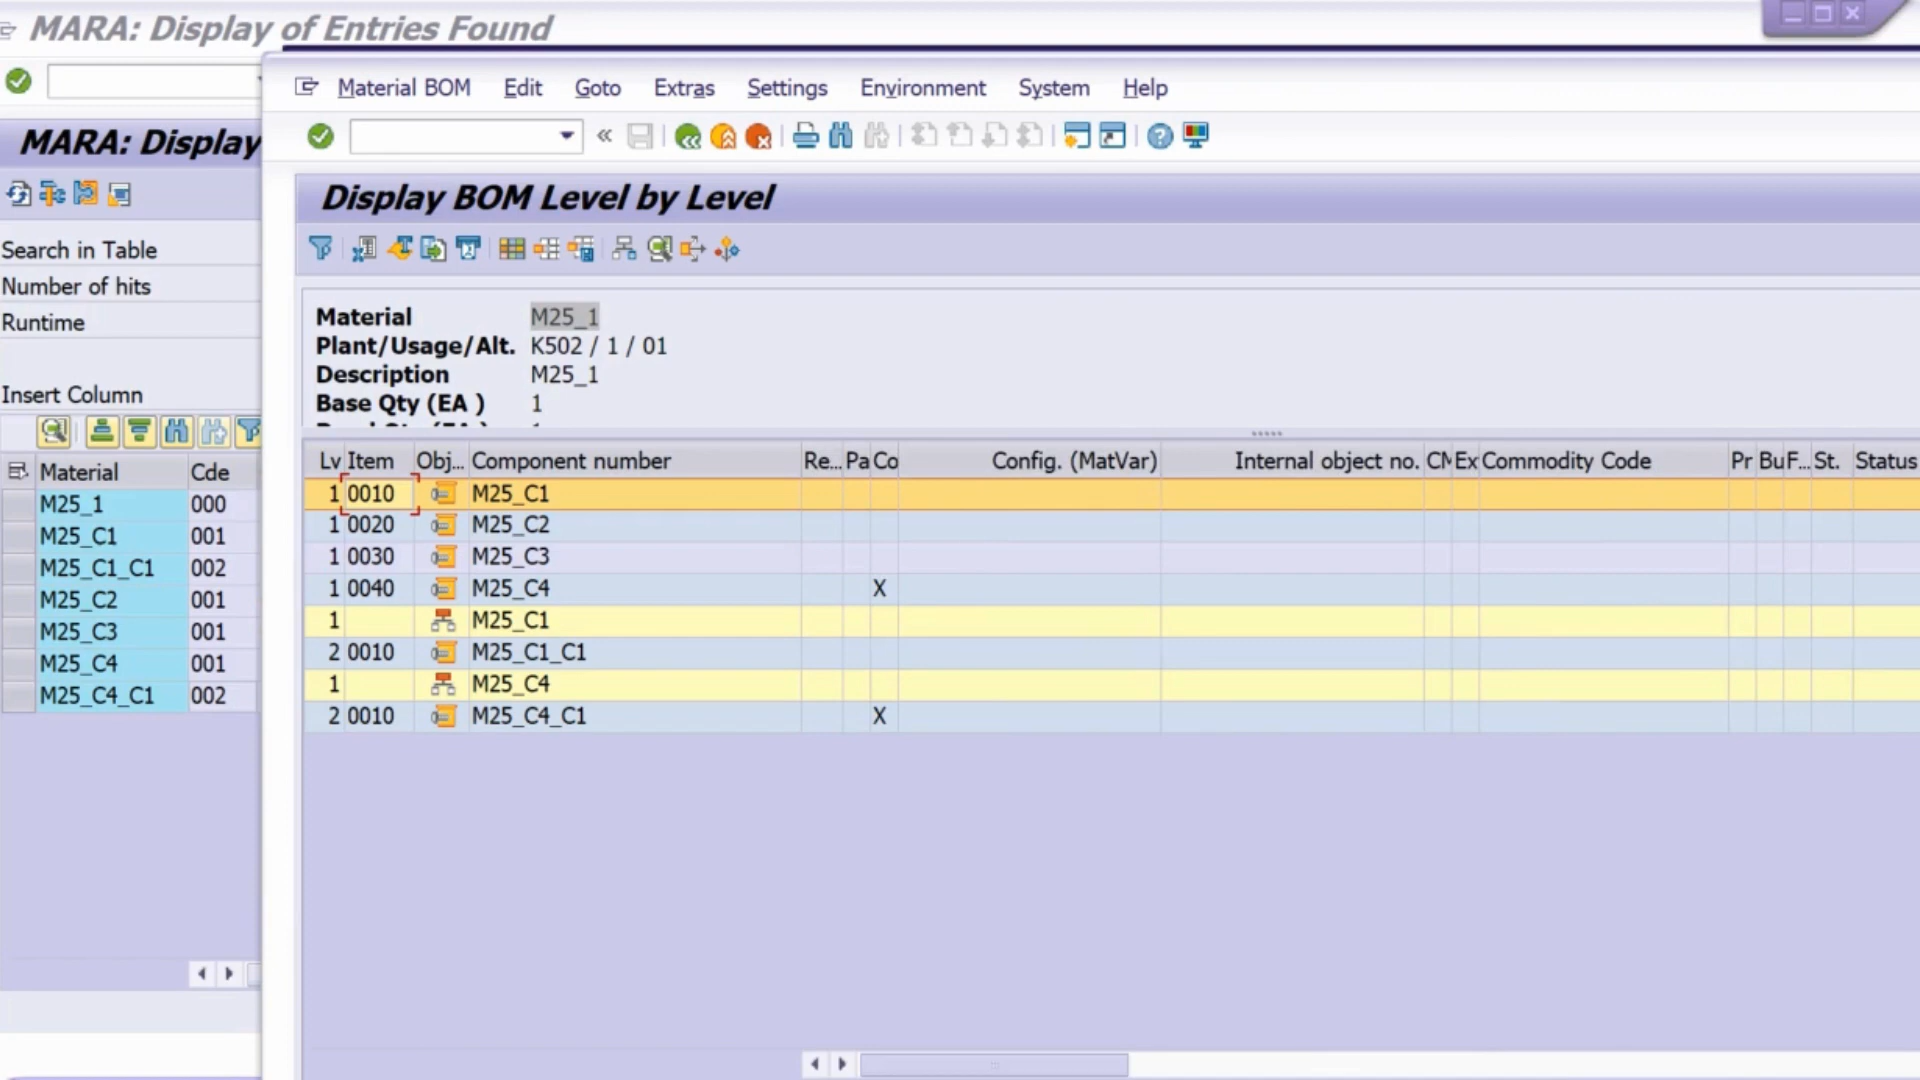 MARA: Display of Entries Found
MARA: Display
Search in Table
Number of hits
Runtime
Insert Column
Material Cde
M25_1 000
M25_C1 001
M25_C1_C1 002
M25_C2 001
M25_C3 001
M25_C4 001
M25_C4_C1 002
Material BOM Edit Goto Extras Settings Environment System Help
Display BOM Level by Level
Material M25_1
Plant/Usage/Alt. K502 / 1 / 01
Description M25_1
Base Qty (EA ) 1
Lv Item Obj... Component number Re... Pa Co Config. (MatVar) Internal object no. CM Ex Commodity Code Pr Bu F... St. Status
1 0010 M25_C1
1 0020 M25_C2
1 0030 M25_C3
1 0040 M25_C4 X
1 M25_C1
2 0010 M25_C1_C1
1 M25_C4
2 0010 M25_C4_C1 X